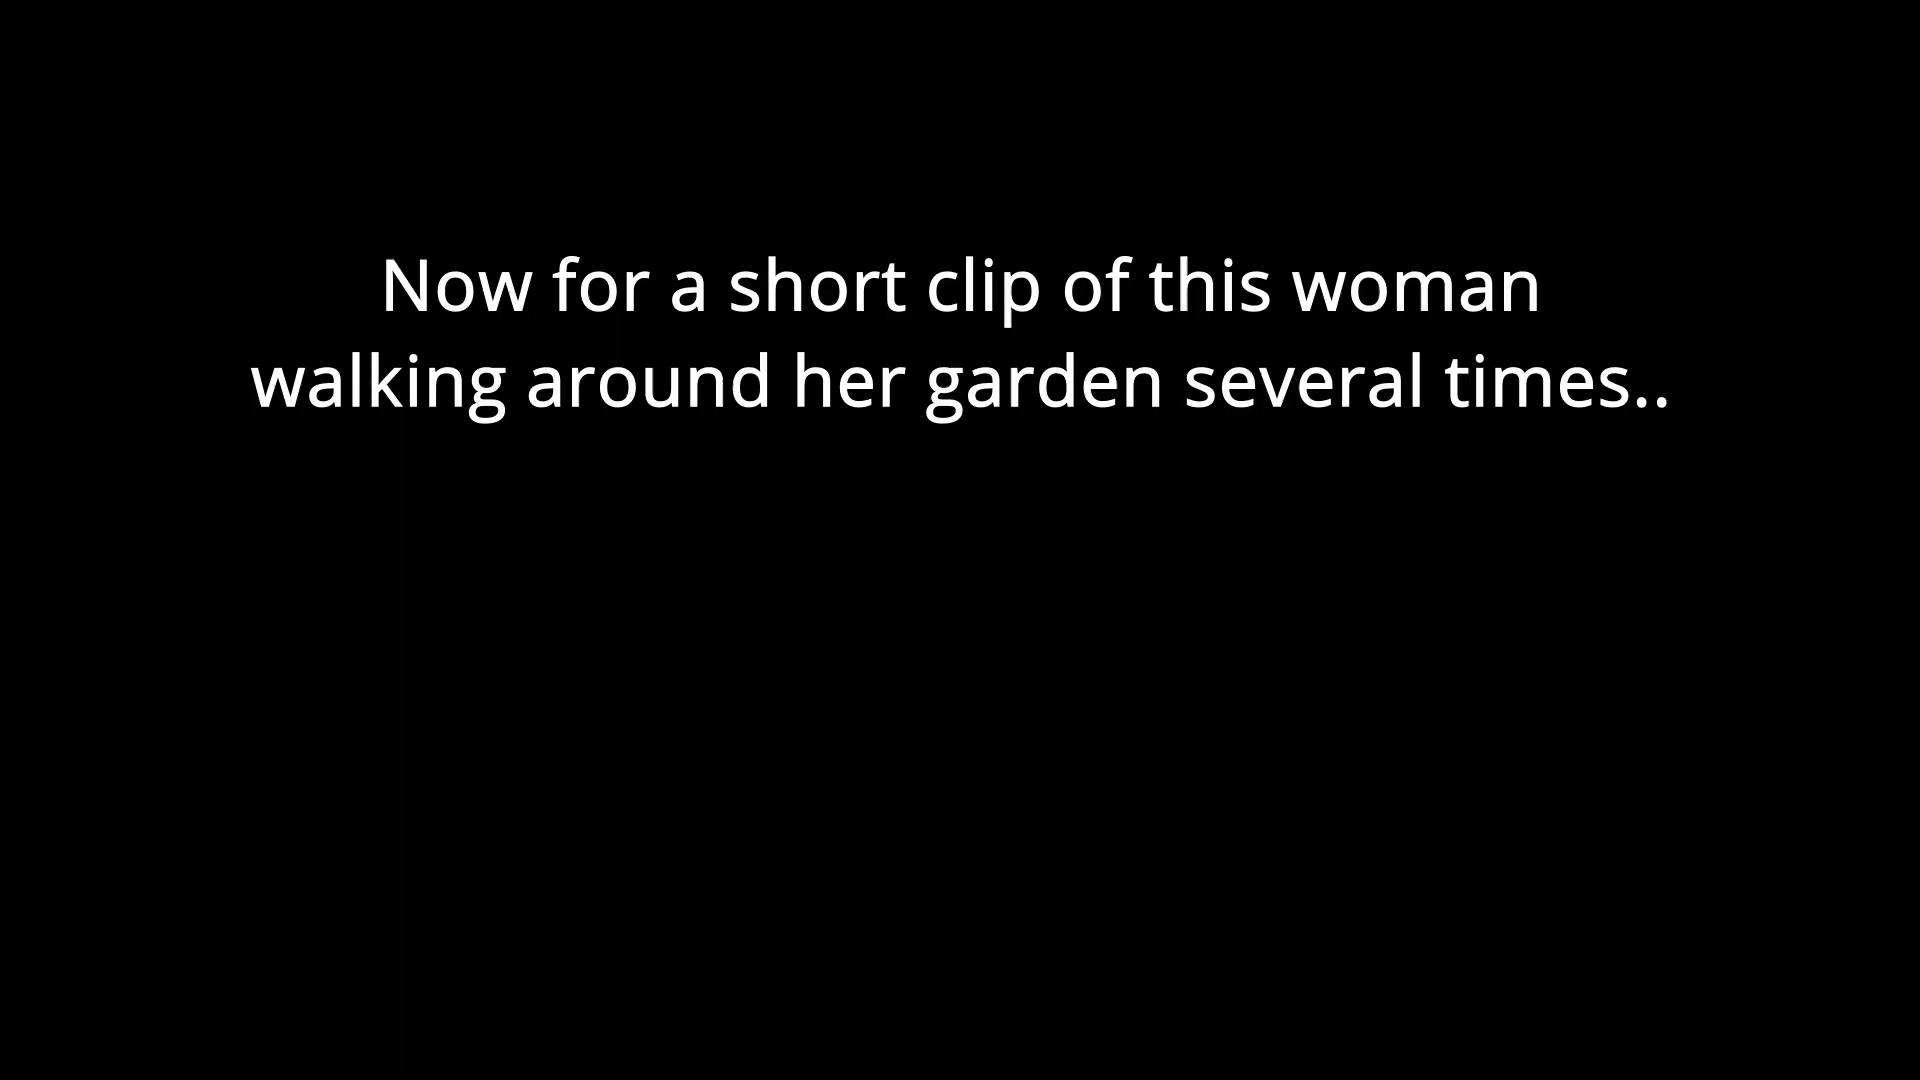 Now for a short clip of this woman
walking around her garden several times..